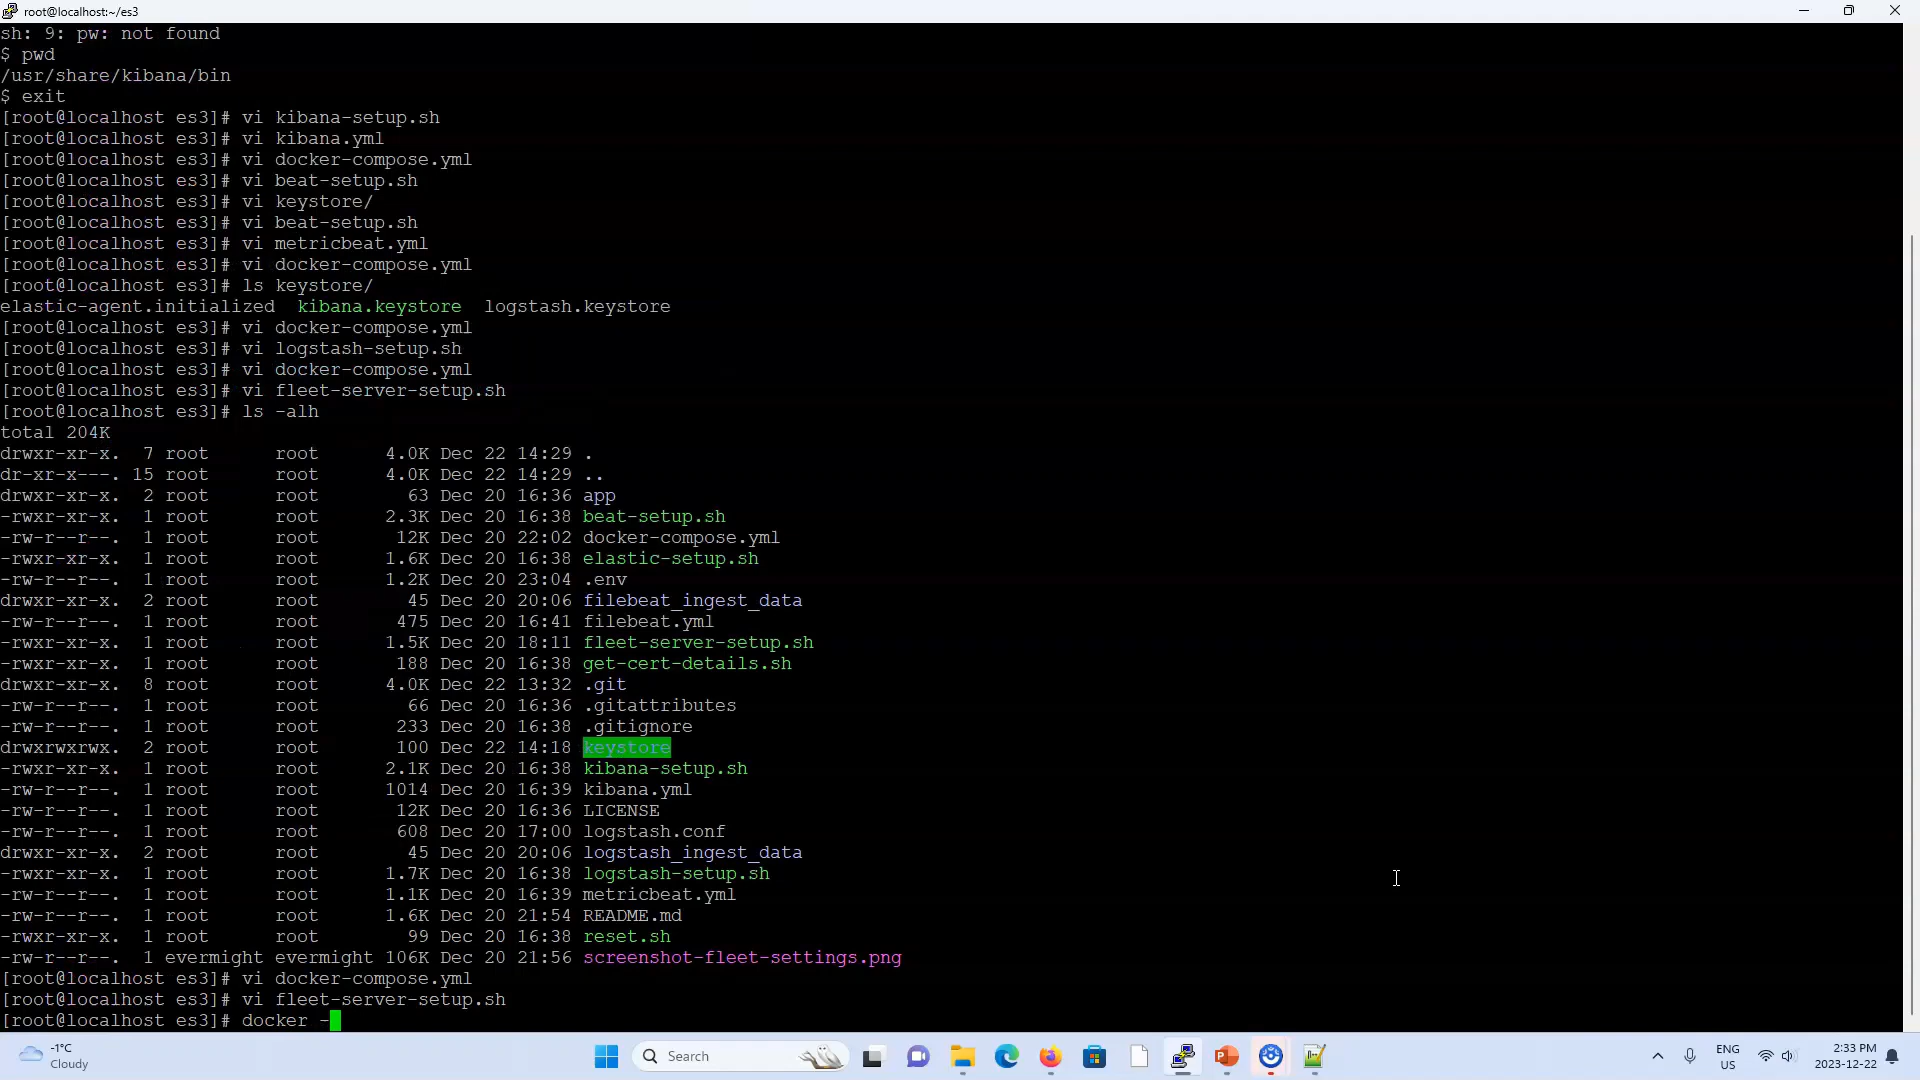 root@localhost:~/es3
sh: 9: pw: not found
$ pwd
/usr/share/kibana/bin
$ exit
[root@localhost es3]# vi kibana-setup.sh
[root@localhost es3]# vi kibana.yml
[root@localhost es3]# vi docker-compose.yml
[root@localhost es3]# vi beat-setup.sh
[root@localhost es3]# vi keystore/
[root@localhost es3]# vi beat-setup.sh
[root@localhost es3]# vi metricbeat.yml
[root@localhost es3]# vi docker-compose.yml
[root@localhost es3]# ls keystore/
elastic-agent.initialized  kibana.keystore  logstash.keystore
[root@localhost es3]# vi docker-compose.yml
[root@localhost es3]# vi logstash-setup.sh
[root@localhost es3]# vi docker-compose.yml
[root@localhost es3]# vi fleet-server-setup.sh
[root@localhost es3]# ls -alh
total 204K
drwxr-xr-x.  7 root      root      4.0K Dec 22 14:29 .
dr-xr-x---. 15 root      root      4.0K Dec 22 14:29 ..
drwxr-xr-x.  2 root      root        63 Dec 20 16:36 app
-rwxr-xr-x.  1 root      root      2.3K Dec 20 16:38 beat-setup.sh
-rw-r--r--.  1 root      root       12K Dec 20 22:02 docker-compose.yml
-rwxr-xr-x.  1 root      root      1.6K Dec 20 16:38 elastic-setup.sh
-rw-r--r--.  1 root      root      1.2K Dec 20 23:04 .env
drwxr-xr-x.  2 root      root        45 Dec 20 20:06 filebeat_ingest_data
-rw-r--r--.  1 root      root       475 Dec 20 16:41 filebeat.yml
-rwxr-xr-x.  1 root      root      1.5K Dec 20 18:11 fleet-server-setup.sh
-rwxr-xr-x.  1 root      root       188 Dec 20 16:38 get-cert-details.sh
drwxr-xr-x.  8 root      root      4.0K Dec 22 13:32 .git
-rw-r--r--.  1 root      root        66 Dec 20 16:36 .gitattributes
-rw-r--r--.  1 root      root       233 Dec 20 16:38 .gitignore
drwxrwxrwx.  2 root      root       100 Dec 22 14:18 keystore
-rwxr-xr-x.  1 root      root      2.1K Dec 20 16:38 kibana-setup.sh
-rw-r--r--.  1 root      root      1014 Dec 20 16:39 kibana.yml
-rw-r--r--.  1 root      root       12K Dec 20 16:36 LICENSE
-rw-r--r--.  1 root      root       608 Dec 20 17:00 logstash.conf
drwxr-xr-x.  2 root      root        45 Dec 20 20:06 logstash_ingest_data
-rwxr-xr-x.  1 root      root      1.7K Dec 20 16:38 logstash-setup.sh
-rw-r--r--.  1 root      root      1.1K Dec 20 16:39 metricbeat.yml
-rw-r--r--.  1 root      root      1.6K Dec 20 21:54 README.md
-rwxr-xr-x.  1 root      root        99 Dec 20 16:38 reset.sh
-rw-r--r--.  1 evermight evermight 106K Dec 20 21:56 screenshot-fleet-settings.png
[root@localhost es3]# vi docker-compose.yml
[root@localhost es3]# vi fleet-server-setup.sh
[root@localhost es3]# docker -
-1°C
Cloudy
Search
ENG
US
2:33 PM
2023-12-22